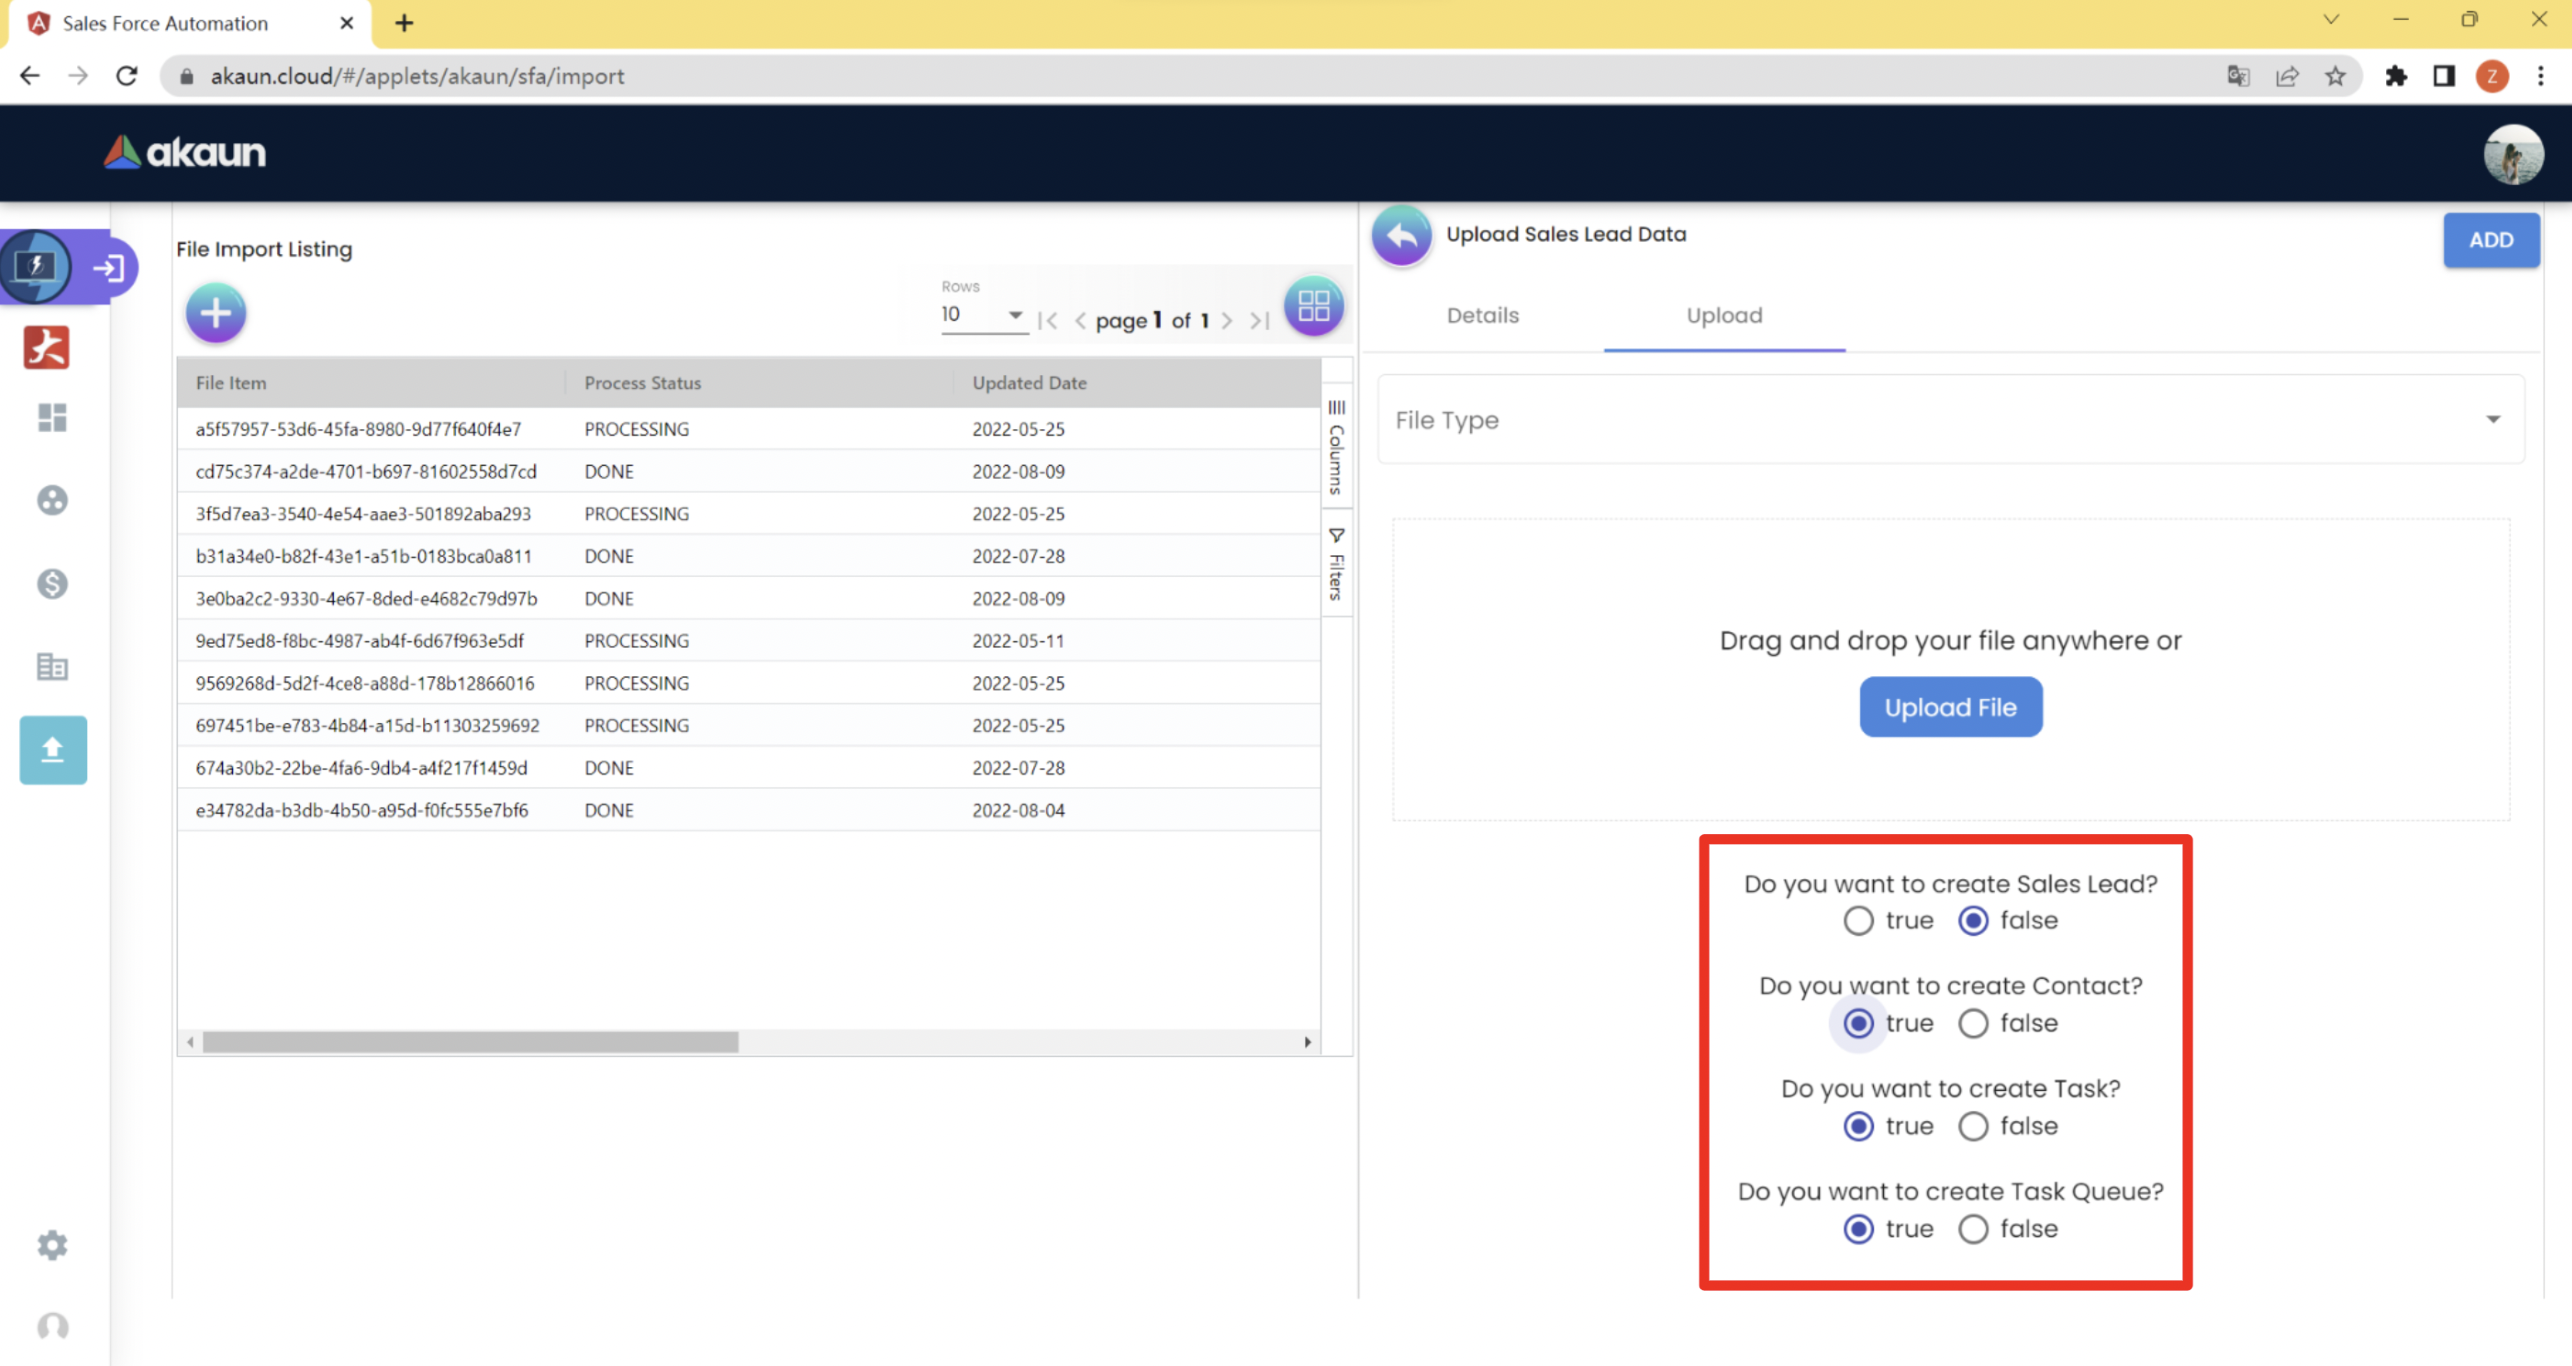 Sales Force Automation
akaun.cloud/#/applets/akaun/sfa/import
Z
akaun
File Import Listing
Rows
10
page 1 of 1
File Item Process Status Updated Date
a5f57957-53d6-45fa-8980-9d77f640f4e7 PROCESSING 2022-05-25
cd75c374-a2de-4701-b697-81602558d7cd DONE 2022-08-09
3f5d7ea3-3540-4e54-aae3-501892aba293 PROCESSING 2022-05-25
b31a34e0-b82f-43e1-a51b-0183bca0a811 DONE 2022-07-28
3e0ba2c2-9330-4e67-8ded-e4682c79d97b DONE 2022-08-09
9ed75ed8-f8bc-4987-ab4f-6d67f963e5df PROCESSING 2022-05-11
9569268d-5d2f-4ce8-a88d-178b12866016 PROCESSING 2022-05-25
697451be-e783-4b84-a15d-b11303259692 PROCESSING 2022-05-25
674a30b2-22be-4fa6-9db4-a4f217f1459d DONE 2022-07-28
e34782da-b3db-4b50-a95d-f0fc555e7bf6 DONE 2022-08-04
Columns
Filters
Upload Sales Lead Data
ADD
Details Upload
File Type
Drag and drop your file anywhere or
Upload File
Do you want to create Sales Lead?
true false
Do you want to create Contact?
true false
Do you want to create Task?
true false
Do you want to create Task Queue?
true false